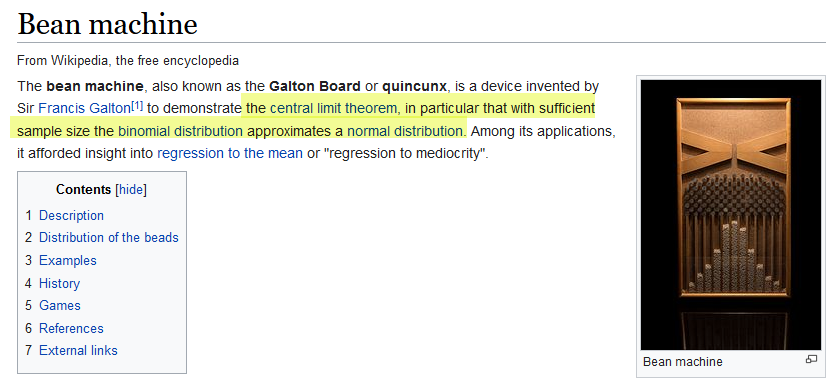 Bean machine
From Wikipedia, the free encyclopedia
The bean machine, also known as the Galton Board or quincunx, is a device invented by
Sir Francis Galton[1] to demonstrate the central limit theorem, in particular that with sufficient
sample size the binomial distribution approximates a normal distribution. Among its applications,
it afforded insight into regression to the mean or "regression to mediocrity".
Contents [hide]
1 Description
2 Distribution of the beads
3 Examples
4 History
5 Games
6 References
7 External links
Bean machine